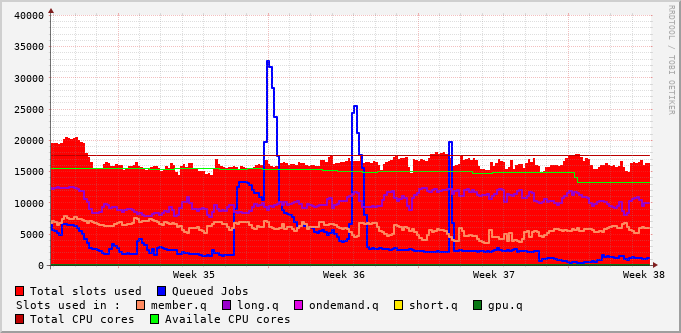 40000
35000
30000
25000
20000
15000
10000
5000
0
Week 35 Week 36 Week 37 Week 38
RRDTOOL / TOBI OETIKER
Total slots used Queued Jobs
Slots used in : member.q long.q ondemand.q short.q gpu.q
Total CPU cores Availale CPU cores